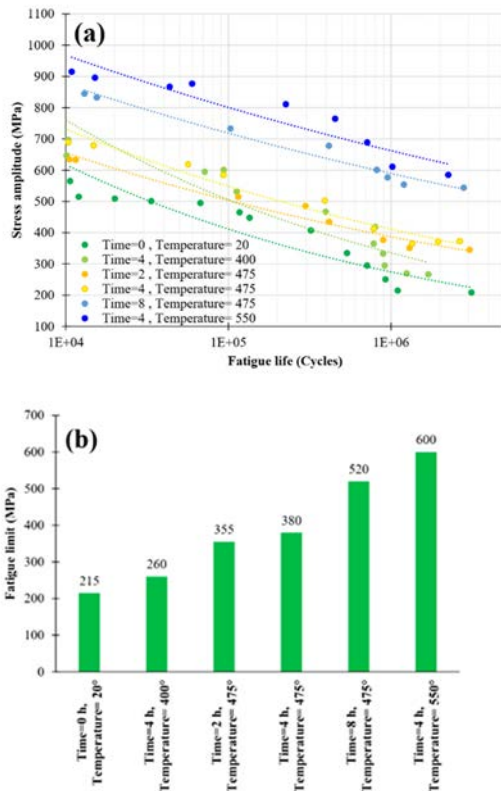 (a)
1100
1000
900
800
700
600
500
400
300
200
100
Stress amplitude (MPa)
Time=0 , Temperature= 20
Time=4 , Temperature= 400
Time=2 , Temperature= 475
Time=4 , Temperature= 475
Time=8 , Temperature= 475
Time=4 , Temperature= 550
1E+04
1E+05
1E+06
Fatigue life (Cycles)
(b)
700
600
500
400
300
200
100
0
Fatigue limit (MPa)
215
260
355
380
520
600
Time=0 h,
Temperature= 20°
Time=4 h,
Temperature= 400°
Time=2 h,
Temperature= 475°
Time=4 h,
Temperature= 475°
Time=8 h,
Temperature= 475°
Time=4 h,
Temperature= 550°